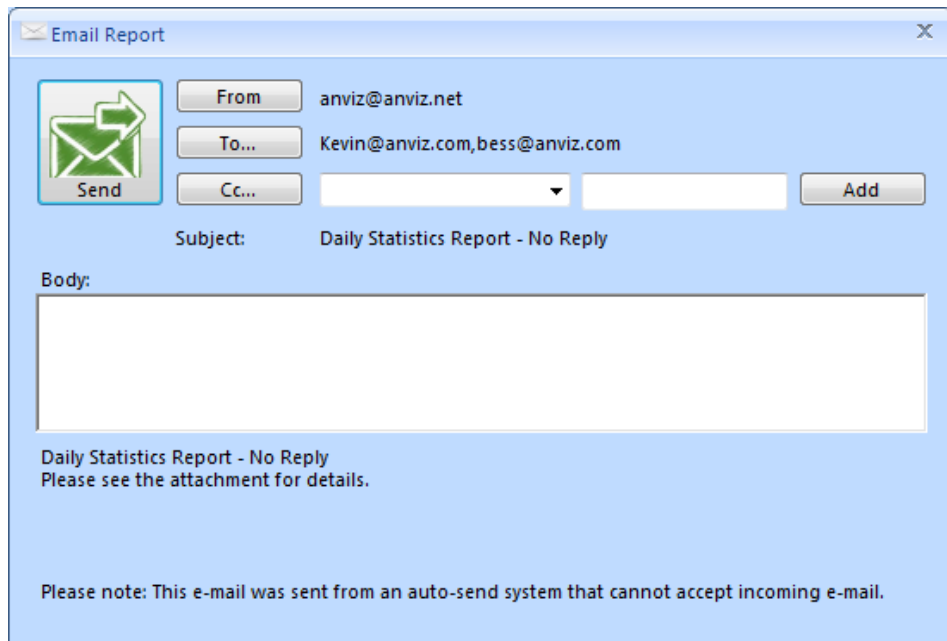 Email Report
From anviz@anviz.net
To... Kevin@anviz.com,bess@anviz.com
Send Cc... Add
Subject: Daily Statistics Report - No Reply
Body:
Daily Statistics Report - No Reply
Please see the attachment for details.
Please note: This e-mail was sent from an auto-send system that cannot accept incoming e-mail.